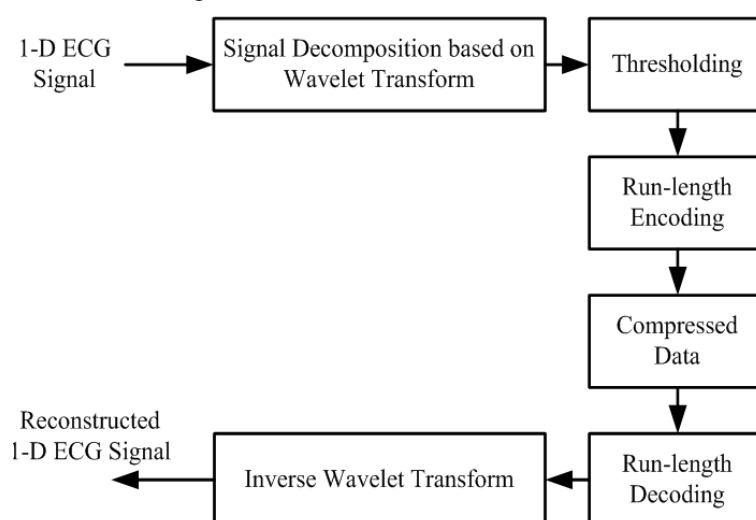 1-D ECG
Signal
Signal Decomposition based on
Wavelet Transform
Thresholding
Run-length
Encoding
Compressed
Data
Run-length
Decoding
Inverse Wavelet Transform
Reconstructed
1-D ECG Signal